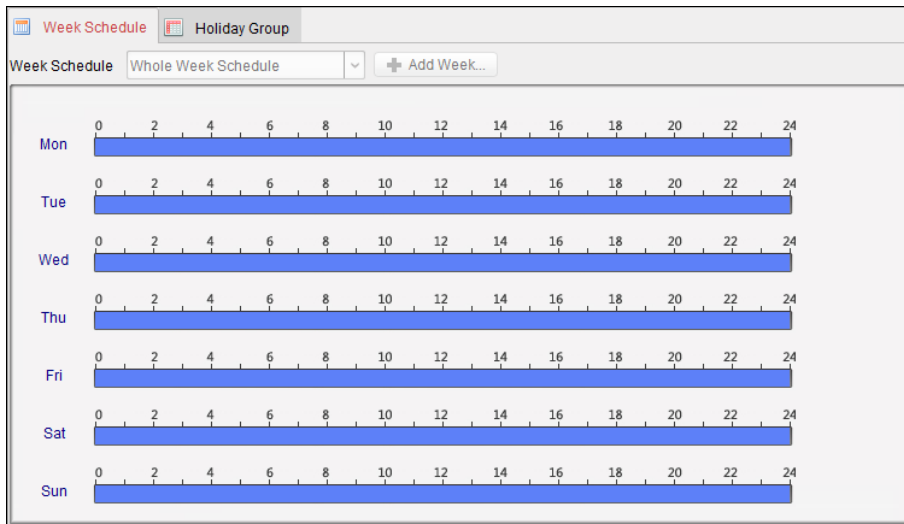 Week Schedule Holiday Group
Week Schedule Whole Week Schedule Add Week...
0 2 4 6 8 10 12 14 16 18 20 22 24
Mon
0 2 4 6 8 10 12 14 16 18 20 22 24
Tue
0 2 4 6 8 10 12 14 16 18 20 22 24
Wed
0 2 4 6 8 10 12 14 16 18 20 22 24
Thu
0 2 4 6 8 10 12 14 16 18 20 22 24
Fri
0 2 4 6 8 10 12 14 16 18 20 22 24
Sat
0 2 4 6 8 10 12 14 16 18 20 22 24
Sun